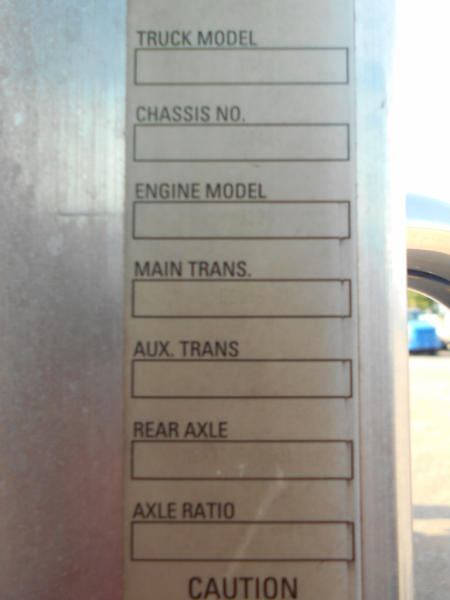 TRUCK MODEL
CHASSIS NO.
ENGINE MODEL
MAIN TRANS.
AUX. TRANS
REAR AXLE
AXLE RATIO
CAUTION